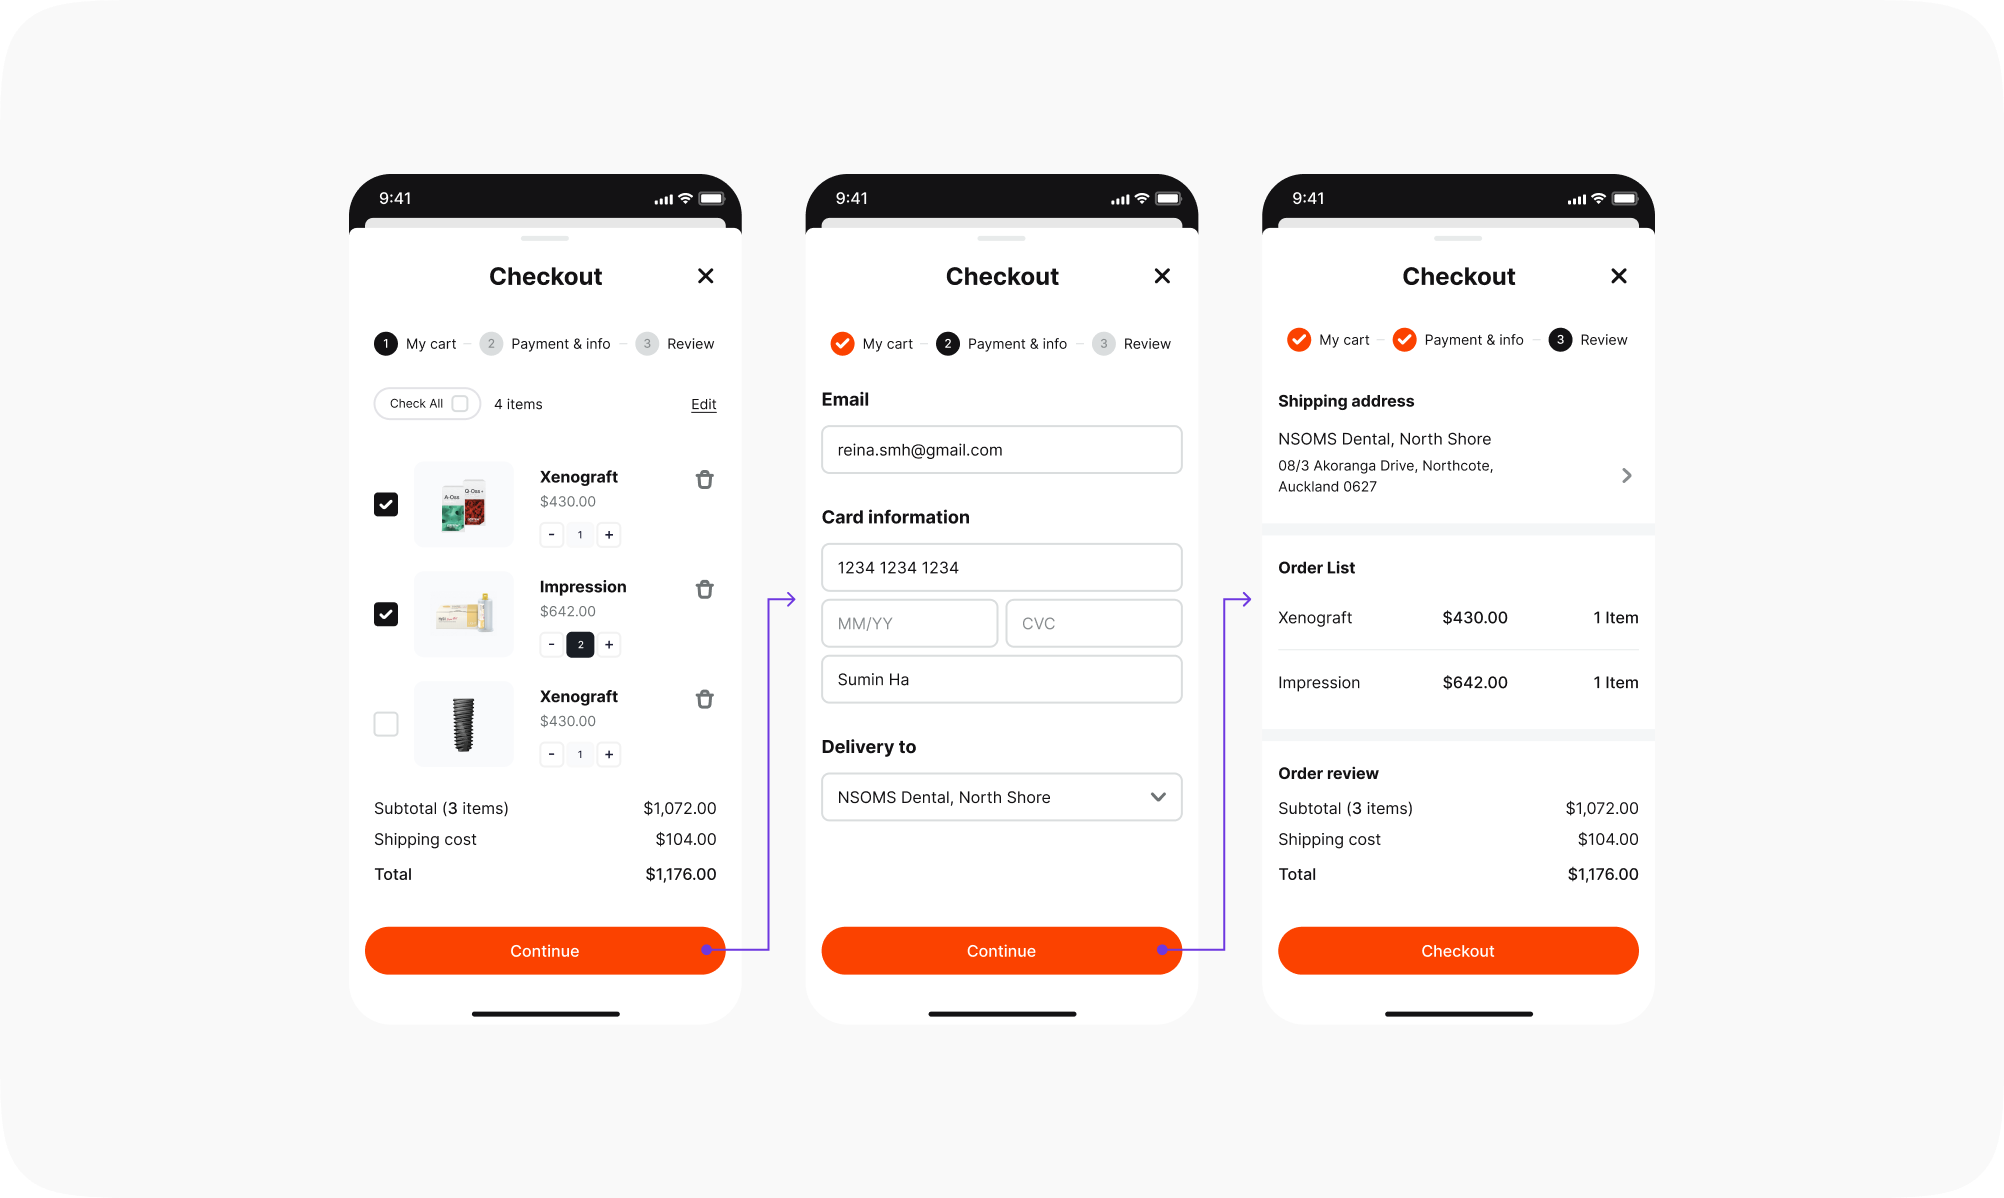 9:41
Checkout
1 My cart 2 Payment & info 3 Review
Check All 4 items Edit
A-Oss Q-Oss+
Xenograft
$430.00
- 1 +
Impression
$642.00
- 2 +
Xenograft
$430.00
- 1 +
Subtotal (3 items) $1,072.00
Shipping cost $104.00
Total $1,176.00
Continue
9:41
Checkout
My cart 2 Payment & info 3 Review
Email
reina.smh@gmail.com
Card information
1234 1234 1234
MM/YY CVC
Sumin Ha
Delivery to
NSOMS Dental, North Shore
Continue
9:41
Checkout
My cart Payment & info 3 Review
Shipping address
NSOMS Dental, North Shore
08/3 Akoranga Drive, Northcote,
Auckland 0627
Order List
Xenograft $430.00 1 Item
Impression $642.00 1 Item
Order review
Subtotal (3 items) $1,072.00
Shipping cost $104.00
Total $1,176.00
Checkout